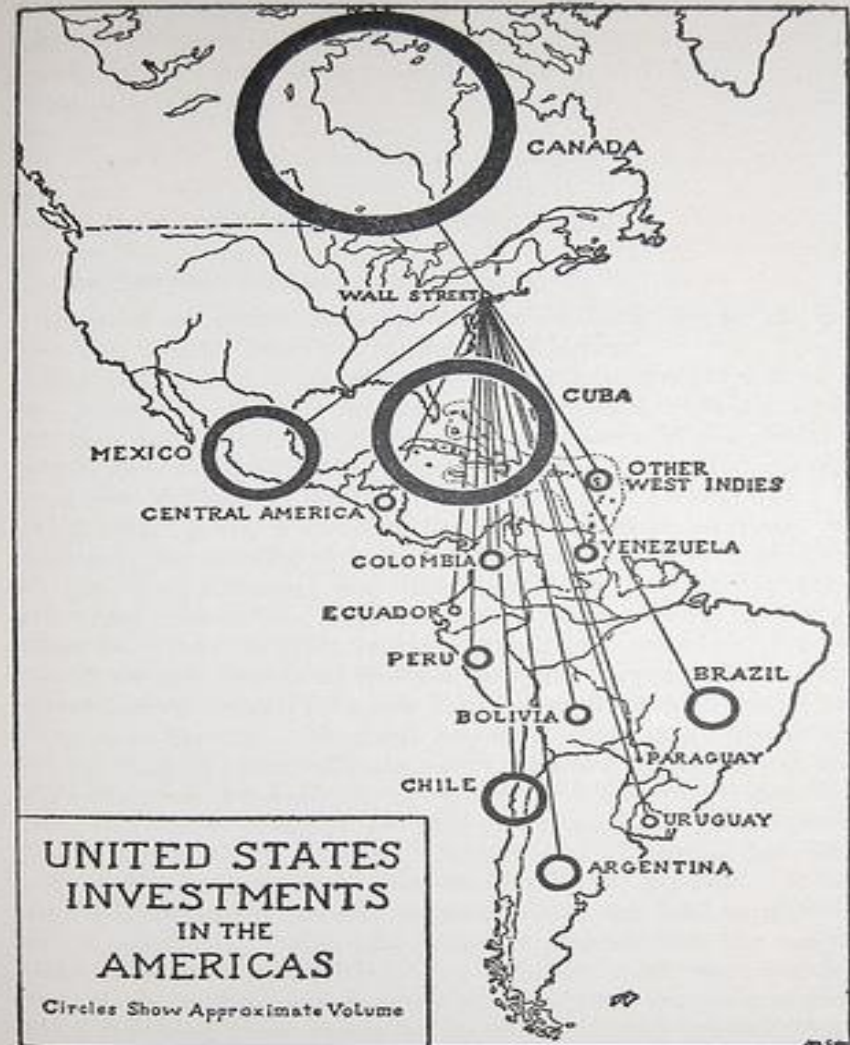 CANADA
WALL STREET
CUBA
MEXICO
OTHER
WEST INDIES
CENTRAL AMERICA
COLOMBIA
VENEZUELA
ECUADOR
PERU
BRAZIL
BOLIVIA
PARAGUAY
CHILE
URUGUAY
ARGENTINA
UNITED STATES
INVESTMENTS
IN THE
AMERICAS
Circles Show Approximate Volume